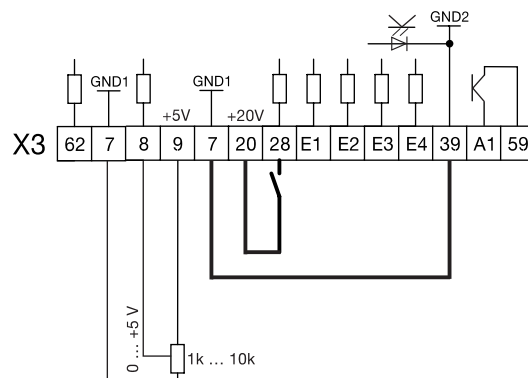 GND2
GND1
GND1
+5V
+20V
X3 62 7 8 9 7 20 28 E1 E2 E3 E4 39 A1 59
0 ... +5 V
1k ... 10k